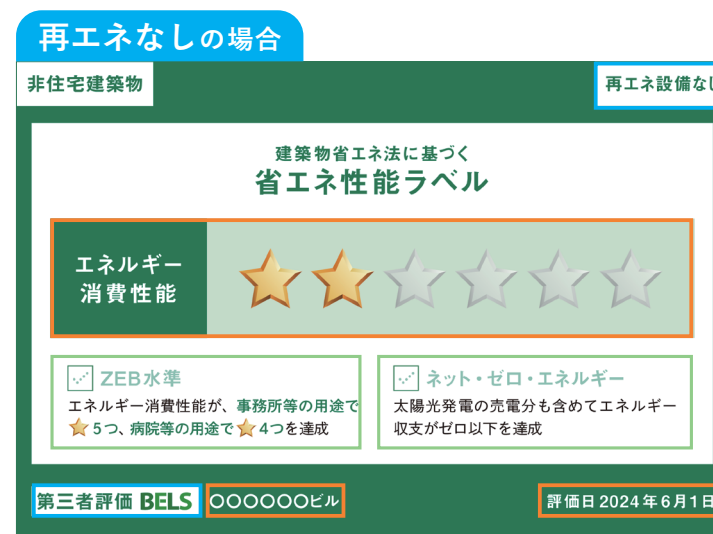 再エネなしの場合
非住宅建築物
再エネ設備な
建築物省エネ法に基づく
省エネ性能ラベル
エネルギー
消費性能
ZEB水準
エネルギー消費性能が、事務所等の用途で
5つ、病院等の用途で 4つを達成
ネット・ゼロ・エネルギー
太陽光発電の売電分も含めてエネルギー
収支がゼロ以下を達成
第三者評価 BELS
〇〇〇〇〇〇ビル
評価日2024年6月1日